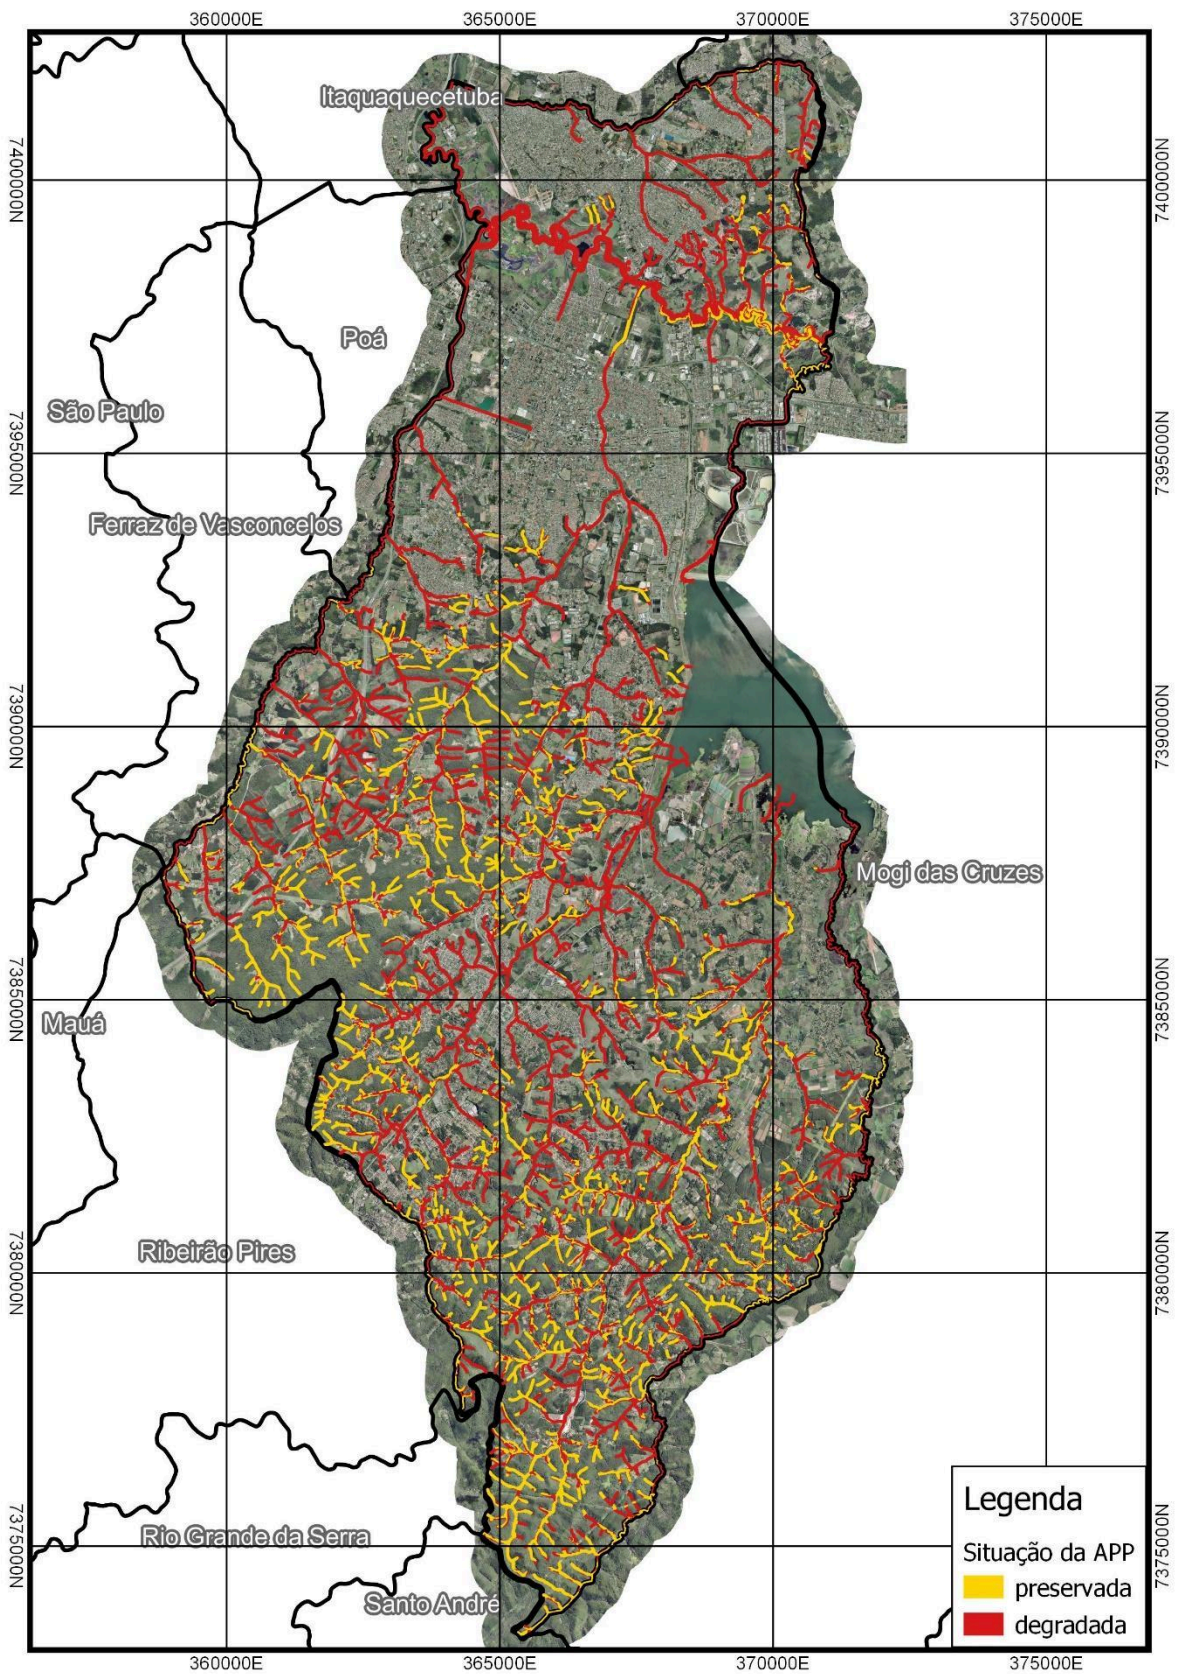 360000E
365000E
370000E
375000E
7400000N
7395000N
7390000N
7385000N
7380000N
7375000N
Itaquaquecetuba
Poá
São Paulo
Ferraz de Vasconcelos
Mogi das Cruzes
Mauá
Ribeirão Pires
Rio Grande da Serra
Santo André
7400000N
7395000N
7390000N
7385000N
7380000N
7375000N
Legenda
Situação da APP
preservada
degradada
360000E
365000E
370000E
375000E